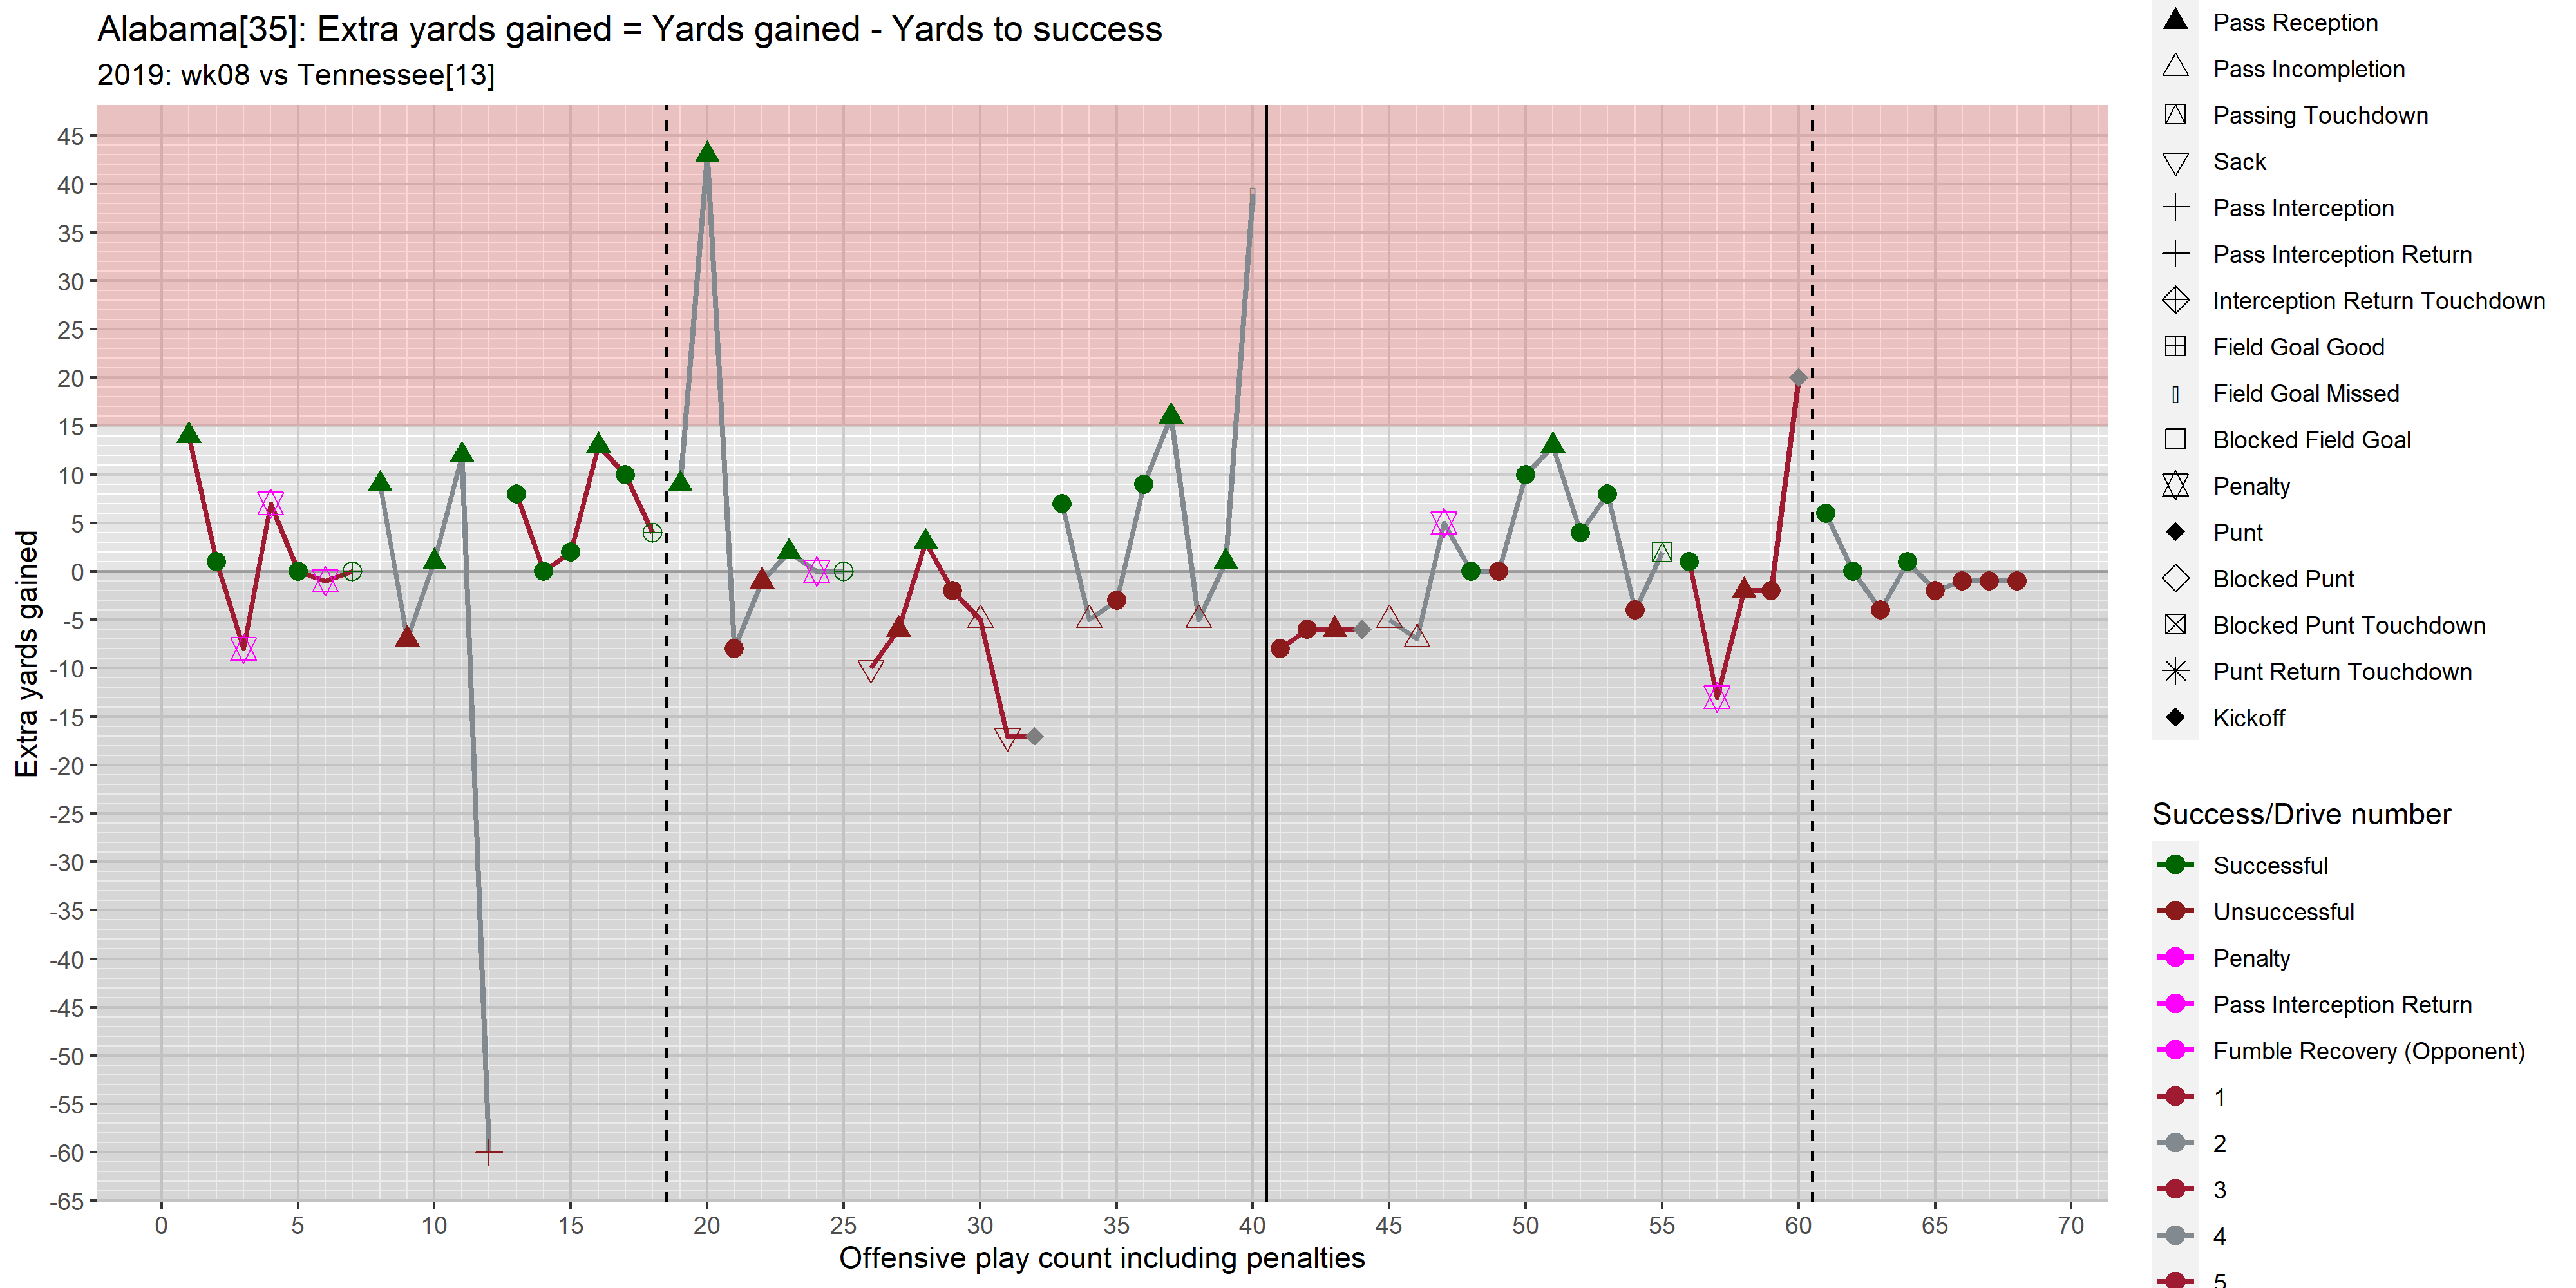 Alabama[35]: Extra yards gained = Yards gained - Yards to success
2019: wk08 vs Tennessee[13]
Extra yards gained
45
40
35
30
25
20
15
10
5
0
-5
-10
-15
-20
-25
-30
-35
-40
-45
-50
-55
-60
-65
0 5 10 15 20 25 30 35 40 45 50 55 60 65 70
Offensive play count including penalties
Pass Reception
Pass Incompletion
Passing Touchdown
Sack
Pass Interception
Pass Interception Return
Interception Return Touchdown
Field Goal Good
Field Goal Missed
Blocked Field Goal
Penalty
Punt
Blocked Punt
Blocked Punt Touchdown
Punt Return Touchdown
Kickoff
Success/Drive number
Successful
Unsuccessful
Penalty
Pass Interception Return
Fumble Recovery (Opponent)
1
2
3
4
5